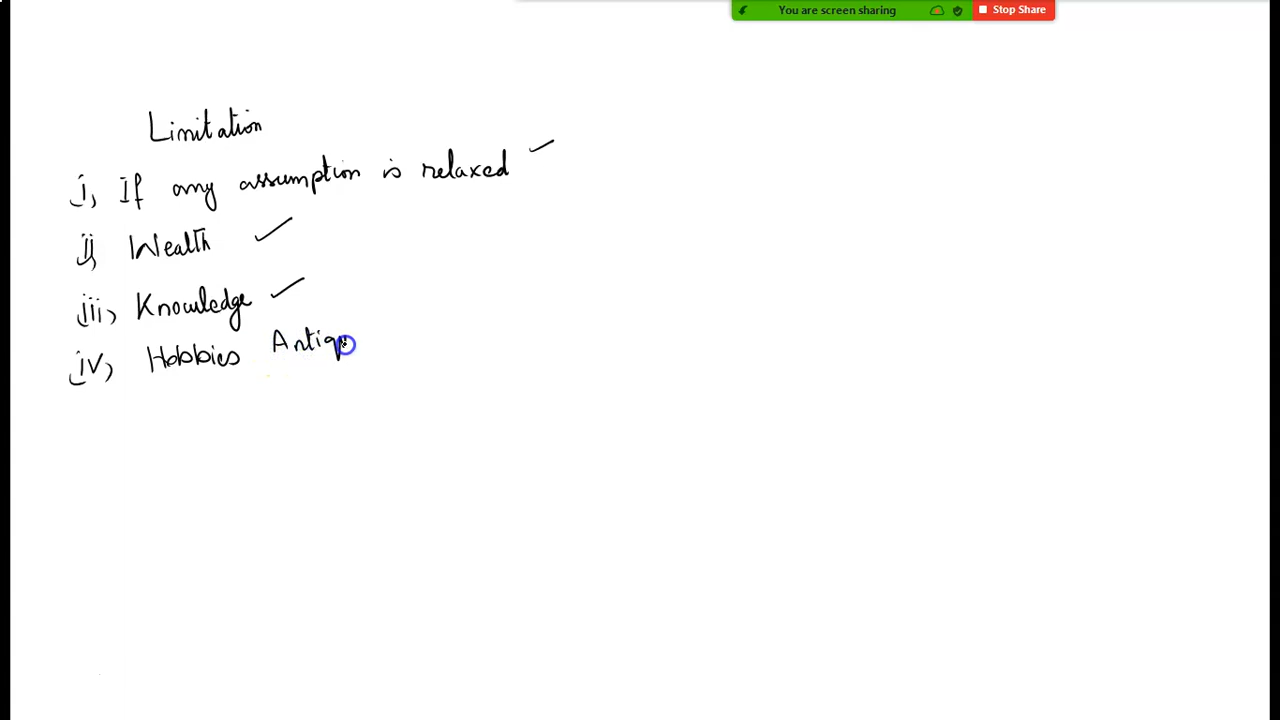 You are screen sharing Stop Share
Limitation
i, If any assumption is relaxed
ii, Wealth
iii, Knowledge
iv, Hobbies Antiq